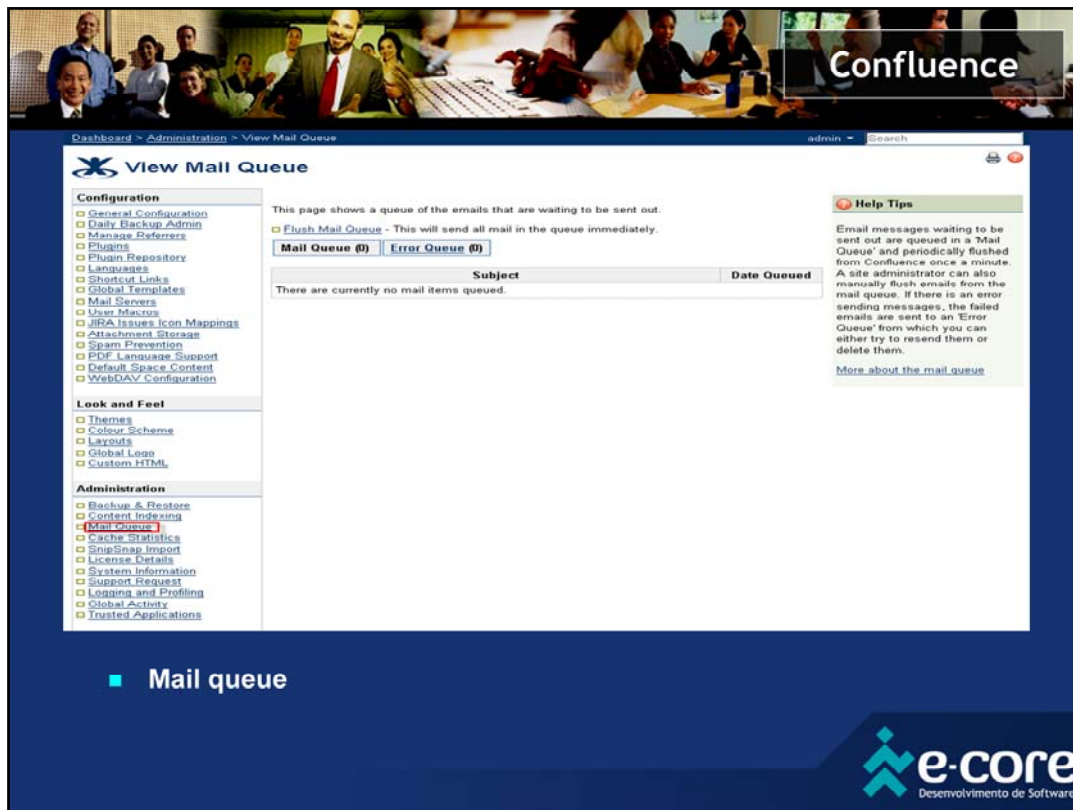 Confluence
Dashboard > Administration > View Mail Queue
admin
Search
View Mail Queue
Configuration
General Configuration
Daily Backup Admin
Manage Referrers
Plugins
Plugin Repository
Languages
Shortcut Links
Global Templates
Mail Servers
User Macros
JIRA Issues Icon Mappings
Attachment Storage
Spam Prevention
PDF Language Support
Default Space Content
WebDAV Configuration
Look and Feel
Themes
Colour Scheme
Layouts
Global Logo
Custom HTML
Administration
Backup & Restore
Content Indexing
Mail Queue
Cache Statistics
SnipSnap Import
License Details
System Information
Support Request
Logging and Profiling
Global Activity
Trusted Applications
This page shows a queue of the emails that are waiting to be sent out.
Flush Mail Queue - This will send all mail in the queue immediately.
Mail Queue (0) Error Queue (0)
Subject Date Queued
There are currently no mail items queued.
Help Tips
Email messages waiting to be
sent out are queued in a 'Mail
Queue' and periodically flushed
from Confluence once a minute.
A site administrator can also
manually flush emails from the
mail queue. If there is an error
sending messages, the failed
emails are sent to an 'Error
Queue' from which you can
either try to resend them or
delete them.
More about the mail queue
Mail queue
e-core
Desenvolvimento de Software